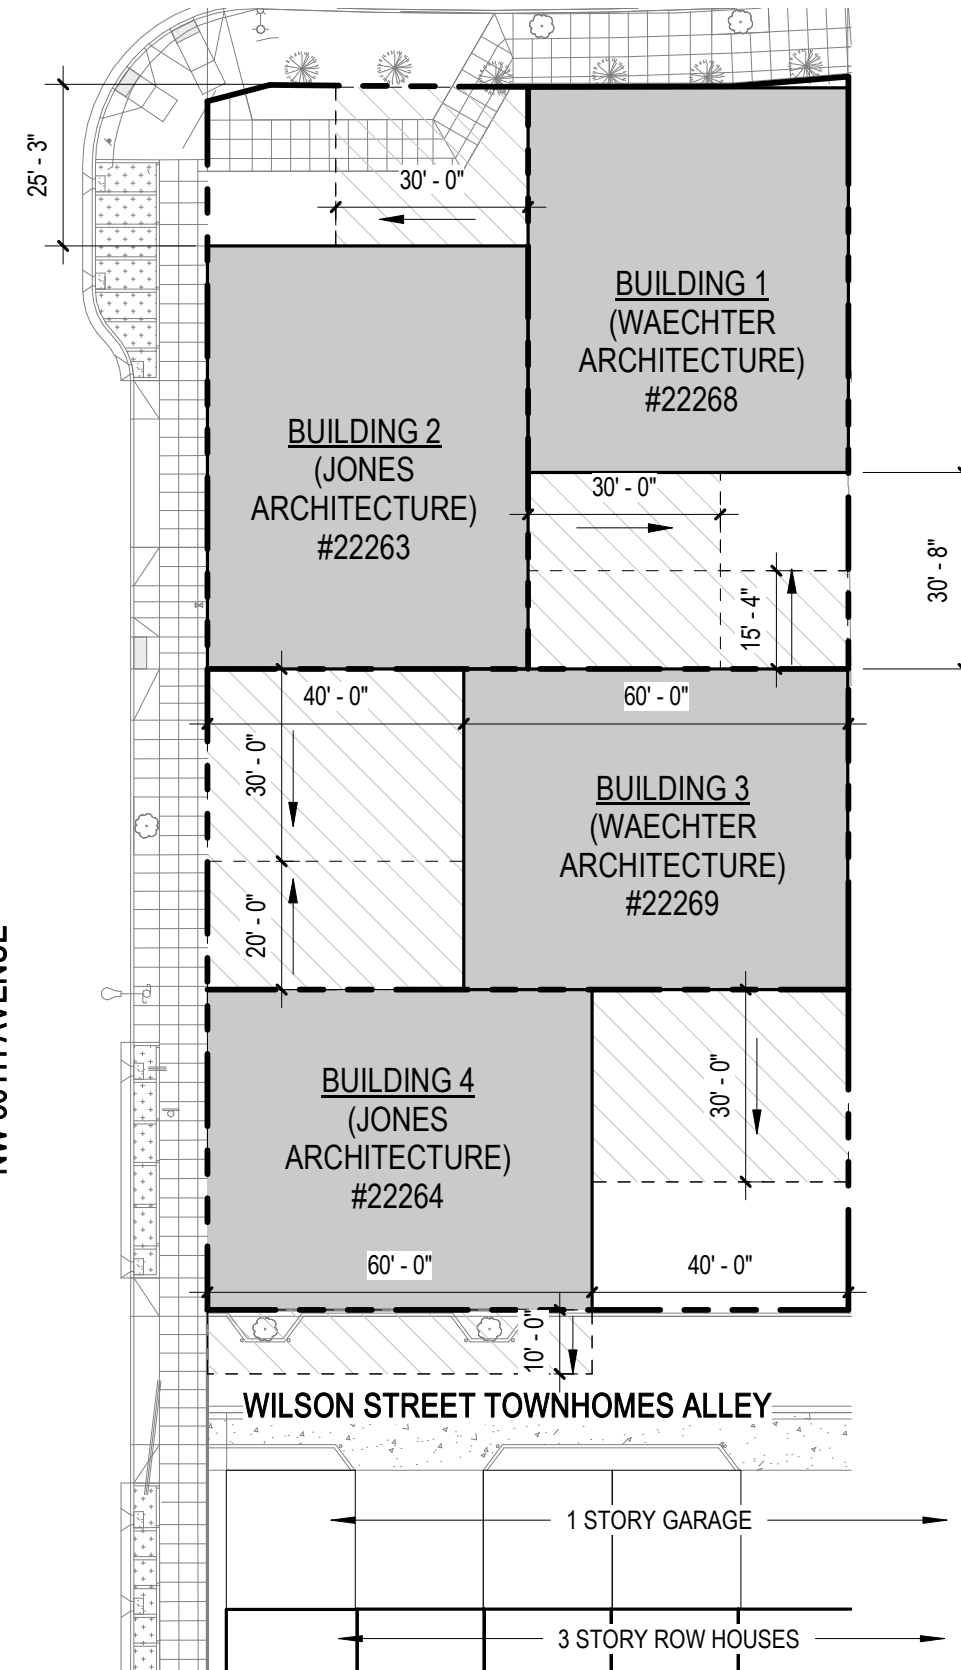 25' - 3"
30' - 0"
BUILDING 1
(WAECHTER
ARCHITECTURE)
#22268
BUILDING 2
(JONES
ARCHITECTURE)
#22263
30' - 0"
15' - 4"
30' - 8"
40' - 0"
60' - 0"
30' - 0"
20' - 0"
BUILDING 3
(WAECHTER
ARCHITECTURE)
#22269
NW AVENUE
BUILDING 4
(JONES
ARCHITECTURE)
#22264
30' - 0"
60' - 0"
40' - 0"
10' - 0"
WILSON STREET TOWNHOMES ALLEY
1 STORY GARAGE
3 STORY ROW HOUSES